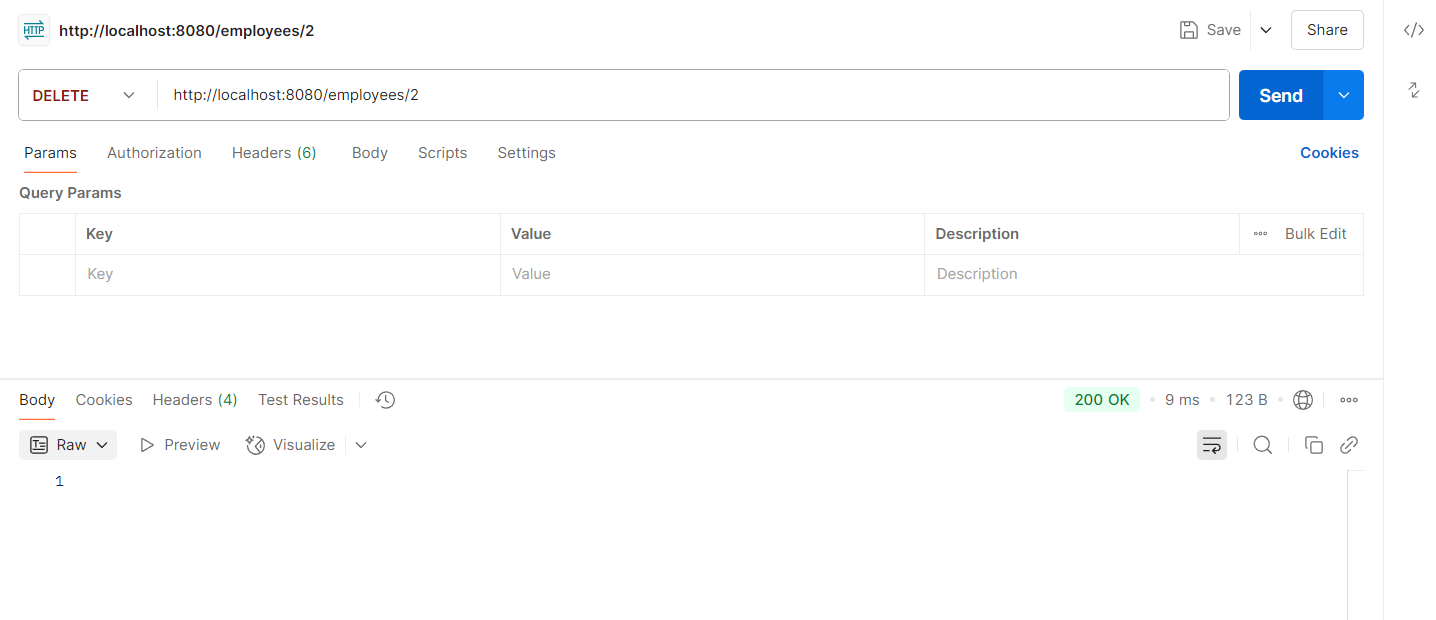 HTTP http://localhost:8080/employees/2 Save Share
DELETE http://localhost:8080/employees/2 Send
Params Authorization Headers (6) Body Scripts Settings Cookies
Query Params
Key Value Description Bulk Edit
Key Value Description
Body Cookies Headers (4) Test Results 200 OK 9 ms 123 B
Raw Preview Visualize
1